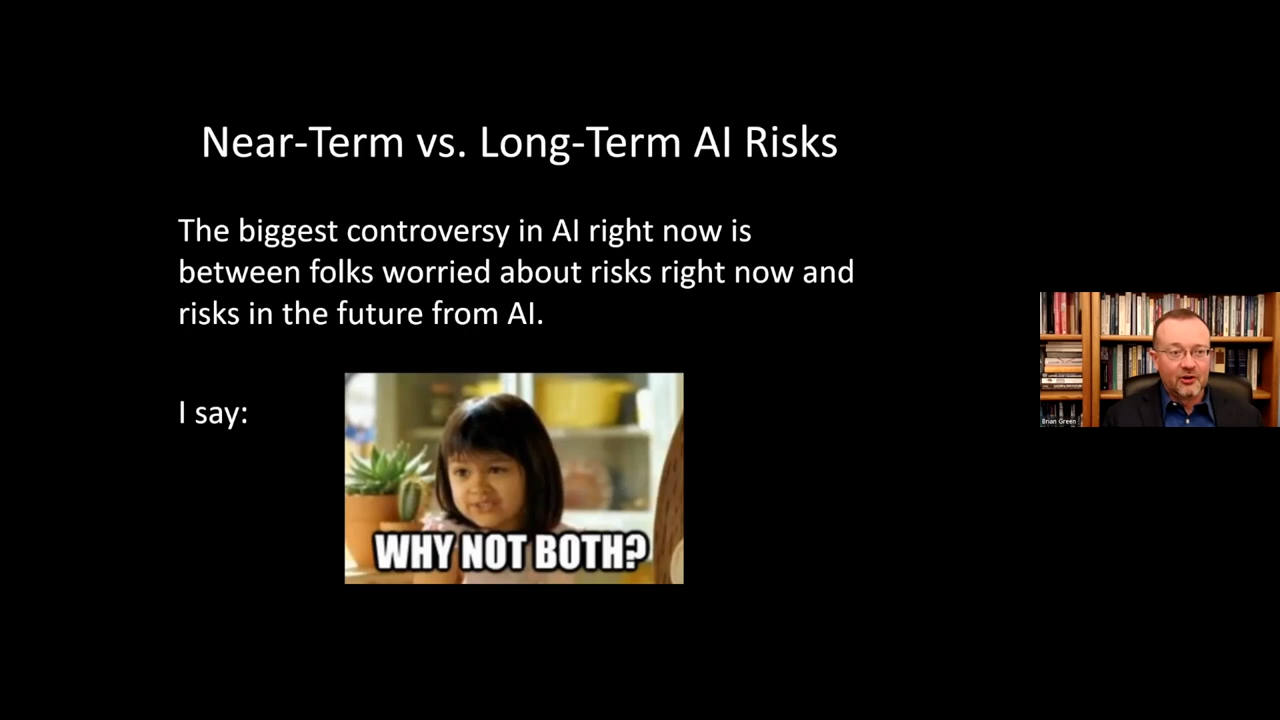 Near-Term vs. Long-Term AI Risks
The biggest controversy in AI right now is
between folks worried about risks right now and
risks in the future from AI.
I say:
WHY NOT BOTH?
Brian Green